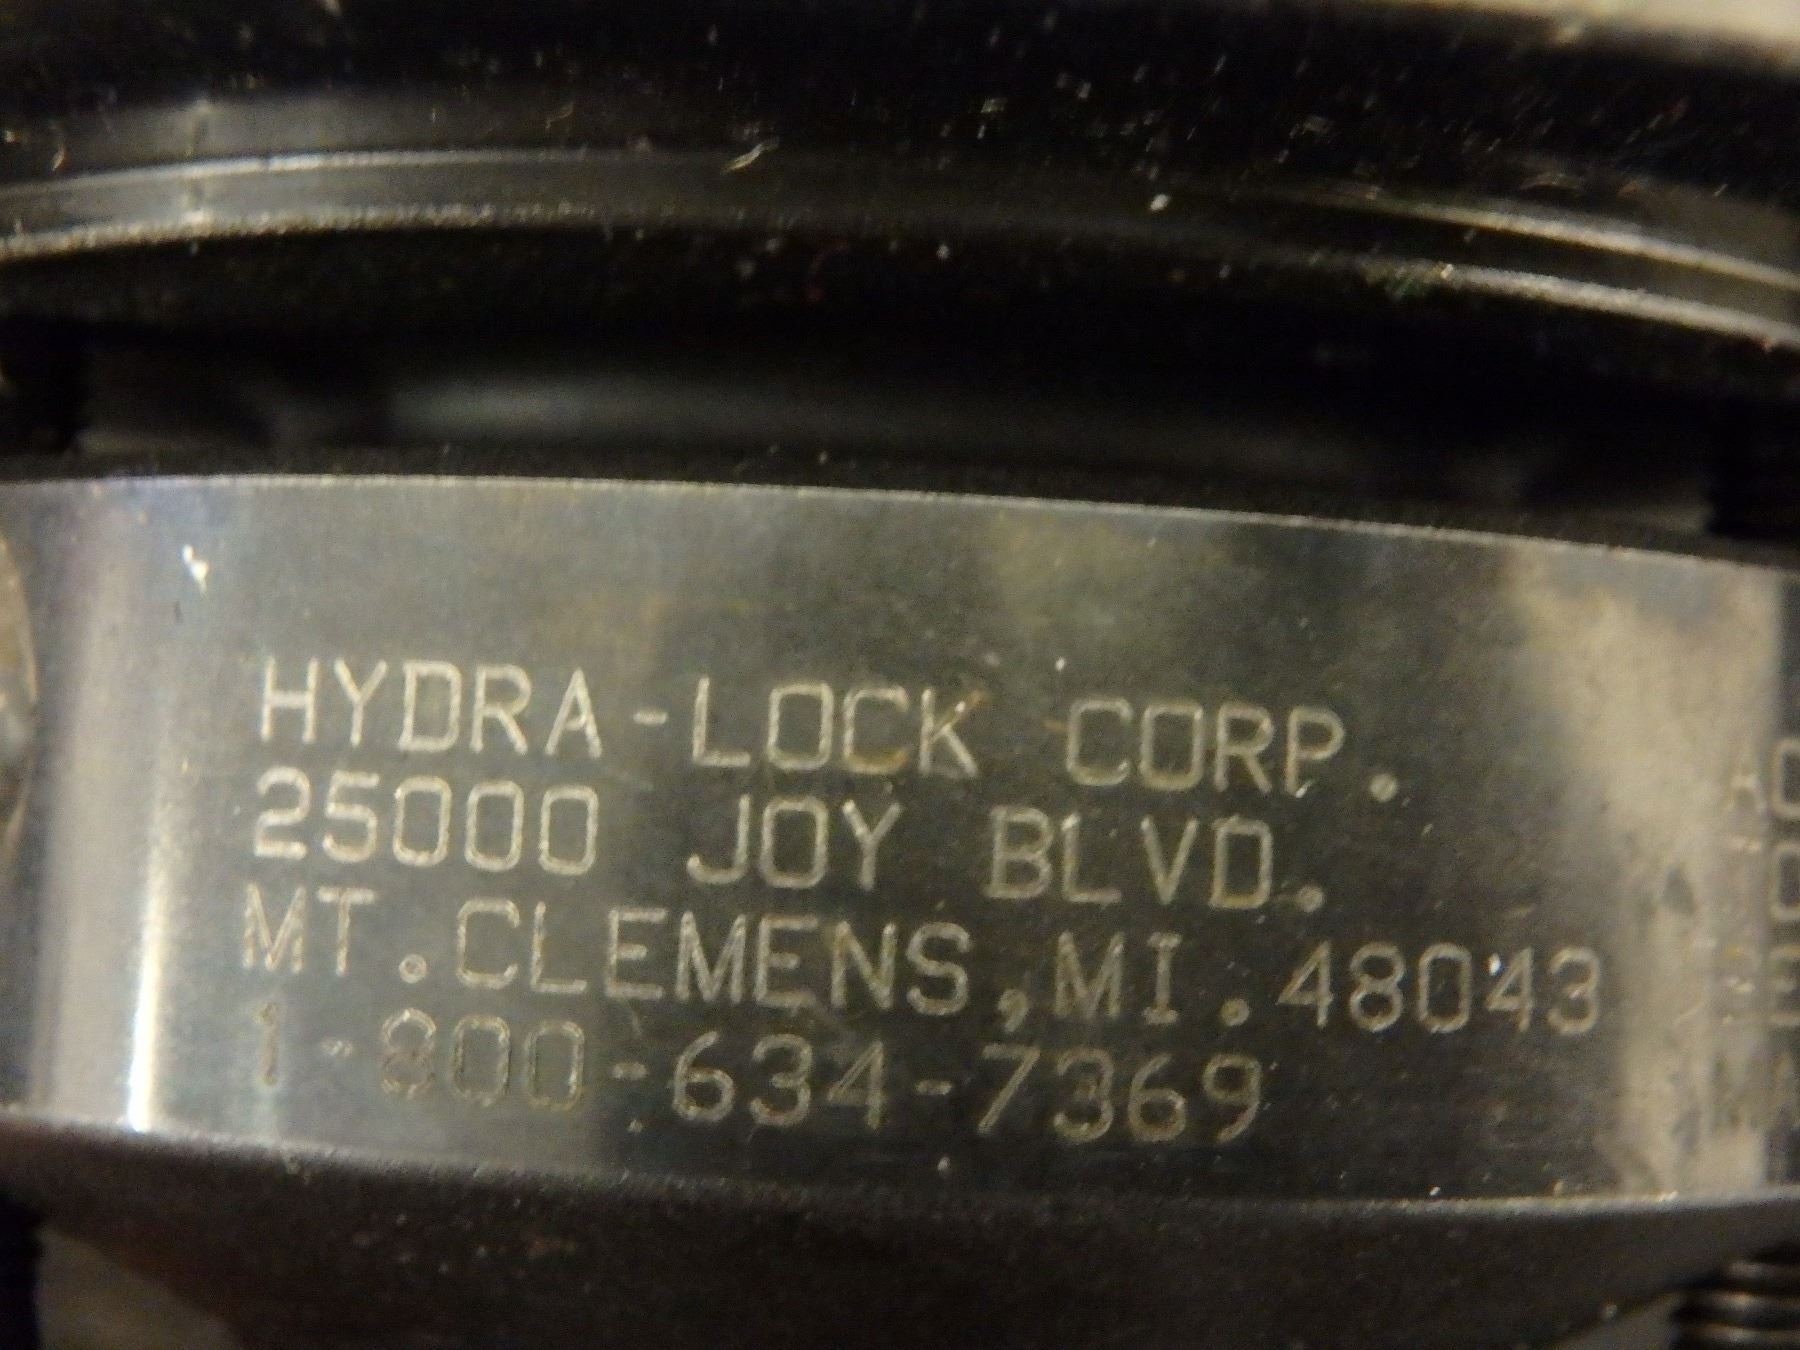 HYDRA-LOCK CORP.
25000 JOY BLVD.
MT.CLEMENS,MI.48043
1-800-634-7369